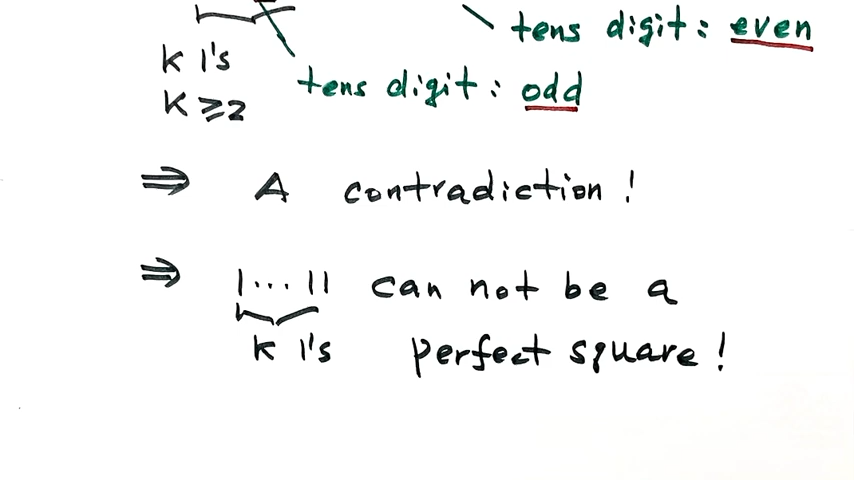 tens digit: even
k 1's
tens digit: odd
k ≥ 2
⇒ A contradiction!
⇒ 1...11 can not be a
k 1's perfect square!